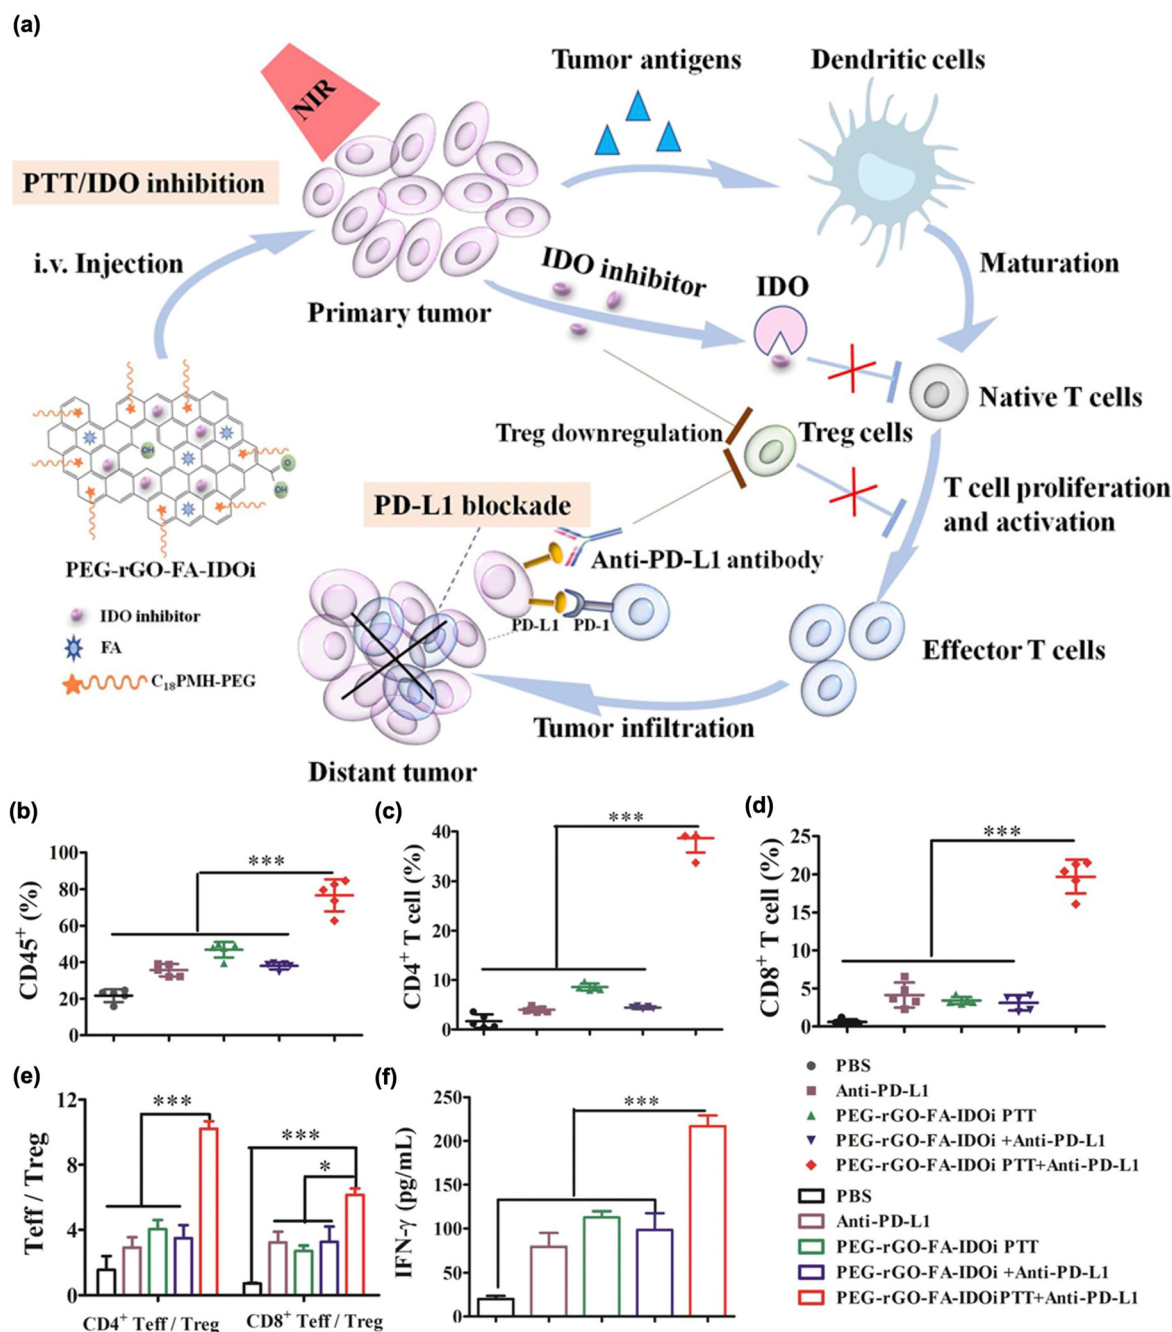 (a)
NIR
Tumor antigens
Dendritic cells
PTT/IDO inhibition
i.v. Injection
Primary tumor
IDO inhibitor
IDO
Maturation
Native T cells
Treg downregulation
Treg cells
OH
O
OH
PD-L1 blockade
T cell proliferation
and activation
Anti-PD-L1 antibody
PEG-rGO-FA-IDOi
IDO inhibitor
FA
C₁₈PMH-PEG
PD-L1
PD-1
Effector T cells
Tumor infiltration
Distant tumor
(b)
CD45⁺ (%)
100
80
60
40
20
0
***
(c)
CD4⁺ T cell (%)
40
30
20
10
0
***
(d)
CD8⁺ T cell (%)
25
20
15
10
5
0
***
PBS
Anti-PD-L1
PEG-rGO-FA-IDOi PTT
PEG-rGO-FA-IDOi +Anti-PD-L1
PEG-rGO-FA-IDOi PTT+Anti-PD-L1
(e)
Teff / Treg
12
8
4
0
***
***
*
CD4⁺ Teff / Treg
CD8⁺ Teff / Treg
(f)
IFN-γ (pg/mL)
250
200
150
100
50
0
***
PBS
Anti-PD-L1
PEG-rGO-FA-IDOi PTT
PEG-rGO-FA-IDOi +Anti-PD-L1
PEG-rGO-FA-IDOiPTT+Anti-PD-L1